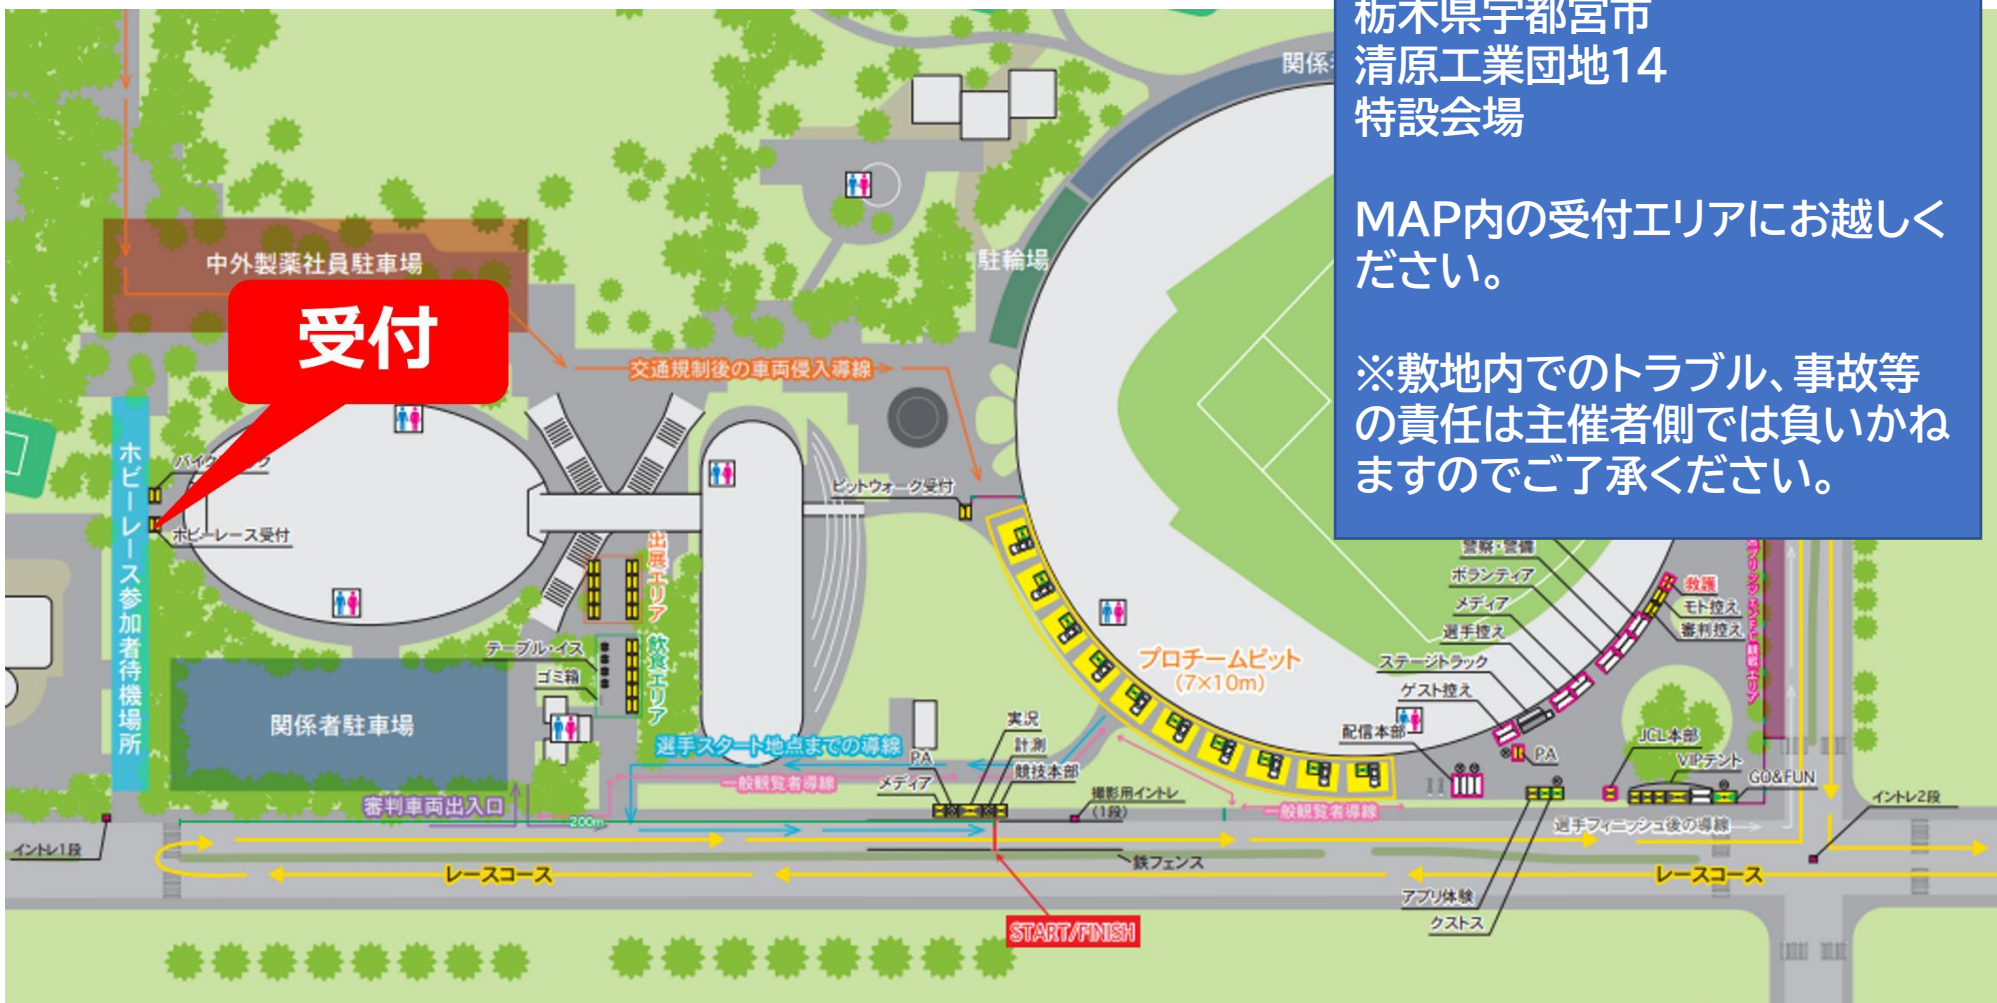 栃木県宇都宮市
清原工業団地14
特設会場
MAP内の受付エリアにお越しく
ださい。
※敷地内でのトラブル、事故等
の責任は主催者側では負いかね
ますのでご了承ください。
関係
駐輪場
中外製薬社員駐車場
受付
交通規制後の車両侵入導線
ホビーレース参加者待機場所
ホビーレース受付
ピットウォーク受付
出展エリア
飲食エリア
テーブル・イス
ゴミ箱
関係者駐車場
選手スタート地点までの導線
一般観覧者導線
審判車両出入口
200m
PA
メディア
実況
計測
競技本部
撮影用イントレ
(1段)
プロチームピット
(7×10m)
警察・警備
ボランティア
メディア
選手控え
ステージトラック
ゲスト控え
配信本部
救護
モト控え
審判控え
PA
JCL本部
VIPテント
GO&FUN
一般観覧者導線
選手フィニッシュ後の導線
イントレ2段
イントレ1段
鉄フェンス
レースコース
レースコース
アプリ体験
クストス
START/FINISH